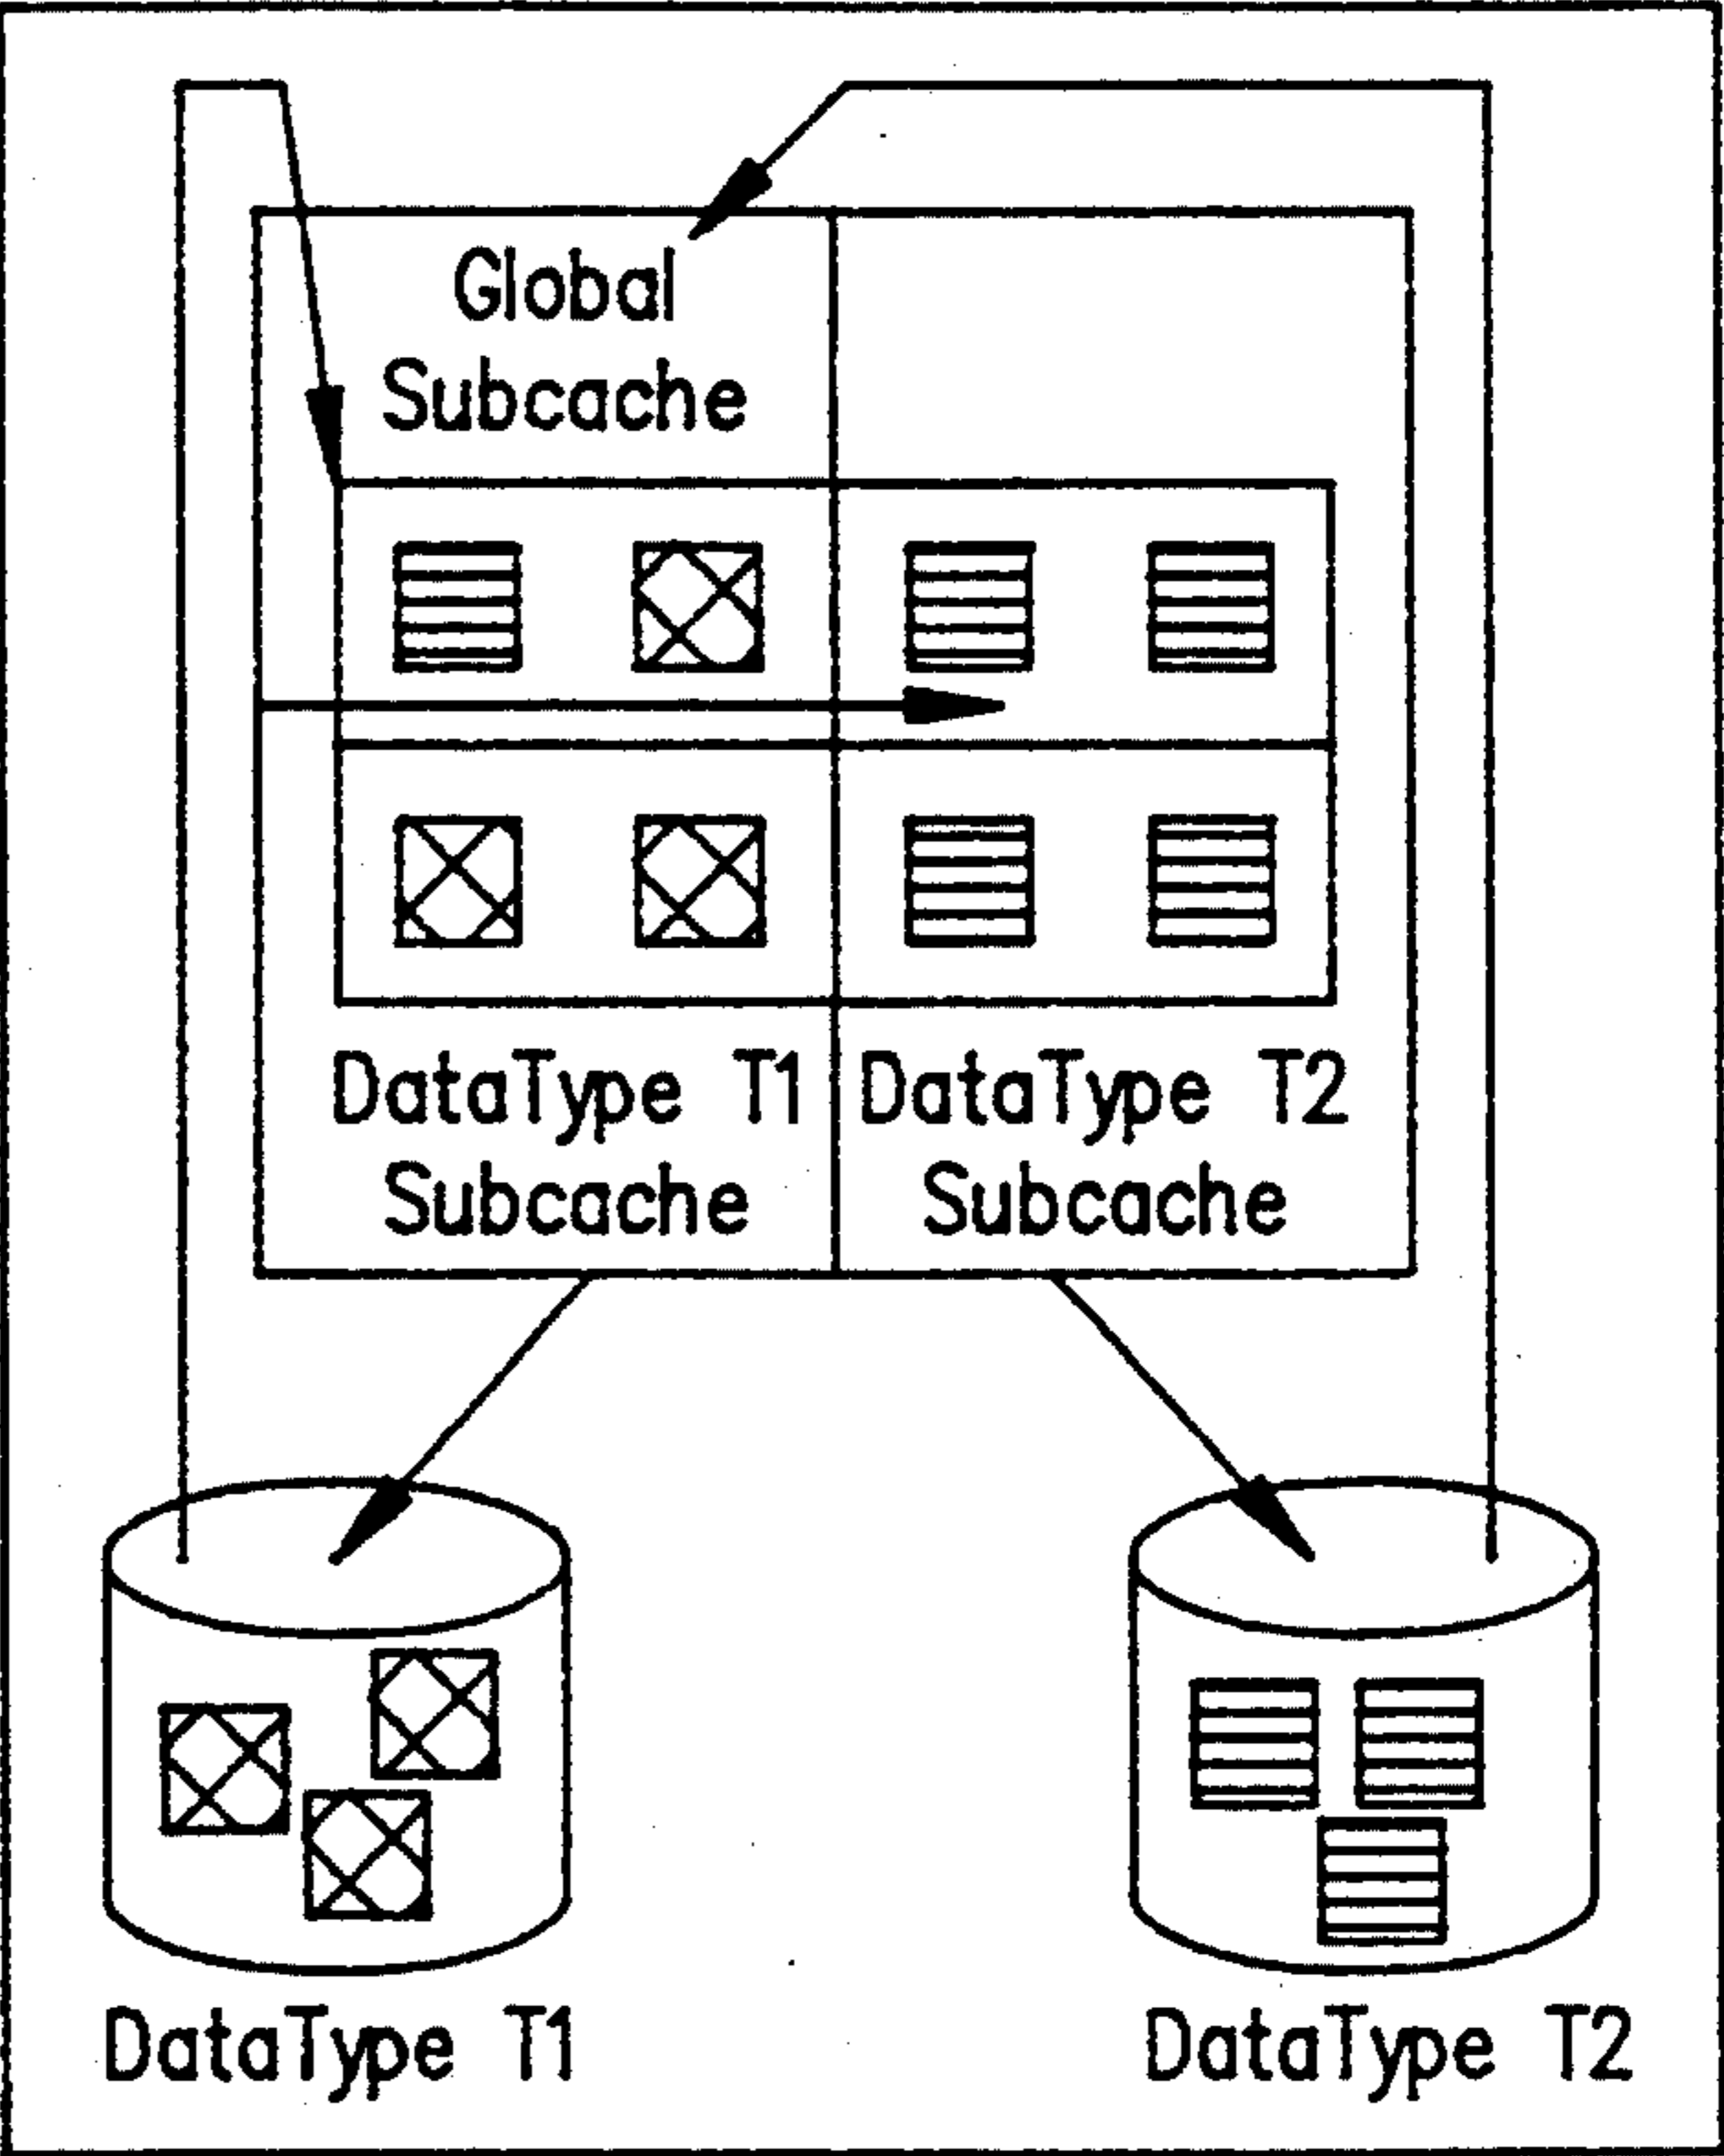 Global
Subcache
DataType T1
Subcache
DataType T2
Subcache
DataType T1
DataType T2